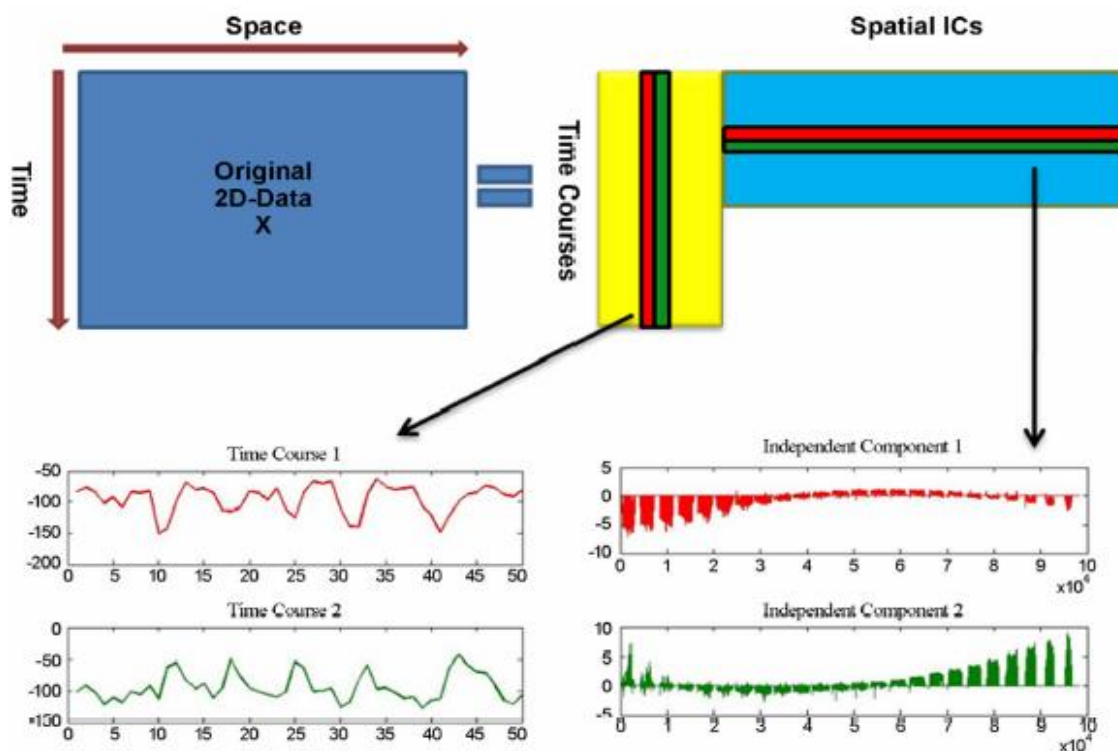 Space
Spatial ICs
Time
Original
2D-Data
X
Time Courses
Time Course 1
-50
-100
-150
-200
0 5 10 15 20 25 30 35 40 45 50
Independent Component 1
5
0
-5
-10
0 1 2 3 4 5 6 7 8 9 10
x10⁶
Time Course 2
0
-50
-100
0 5 10 15 20 25 30 35 40 45 50
Independent Component 2
10
5
0
-5
0 1 2 3 4 5 6 7 8 9 10
x10⁴